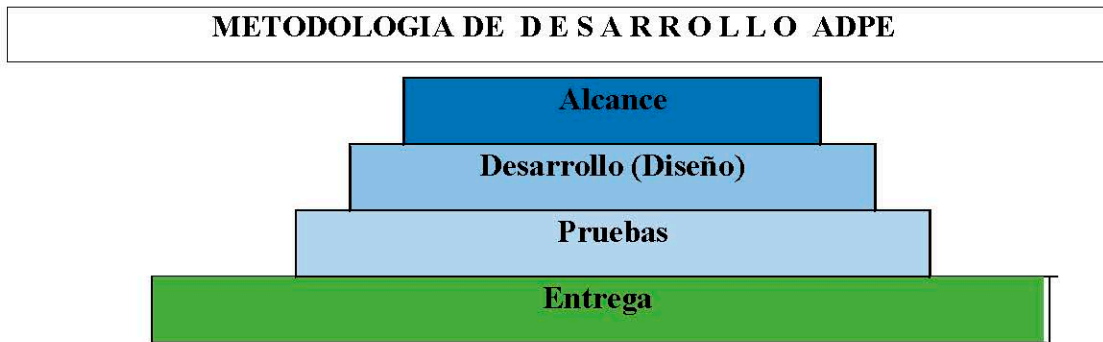 METODOLOGIA DE D E S A R R O L L O ADPE
Alcance
Desarrollo (Diseño)
Pruebas
Entrega